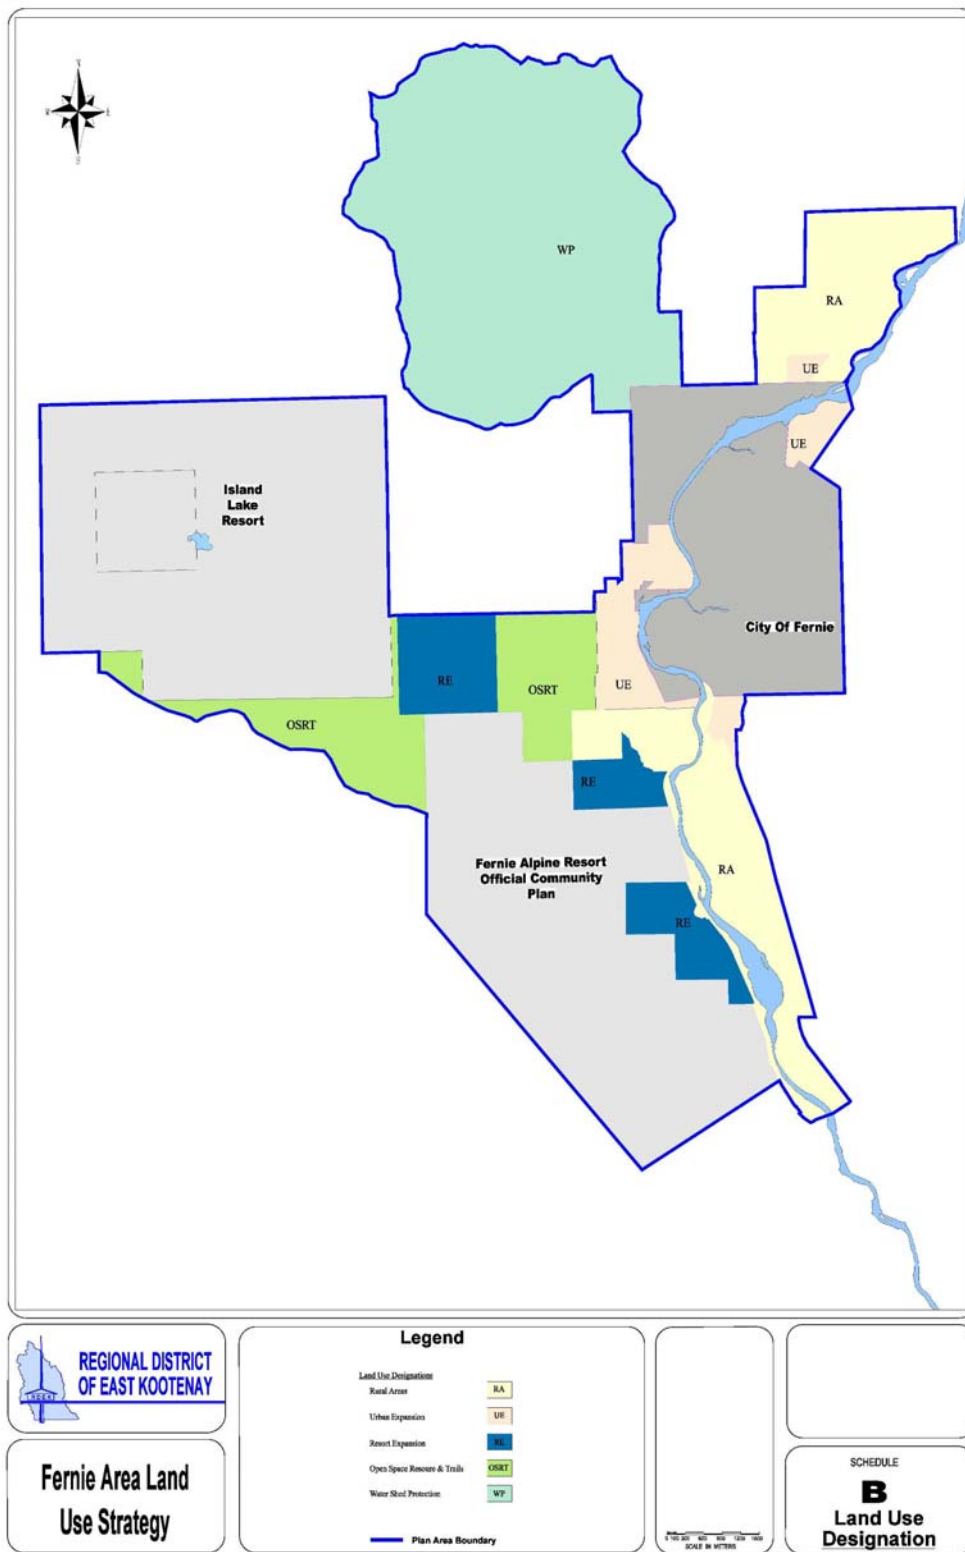 WP
RA
UE
UE
Island
Lake
Resort
City Of Fernie
RE
OSRT
UE
OSRT
RE
Fernie Alpine Resort
Official Community
Plan
RA
RE
REGIONAL DISTRICT
OF EAST KOOTENAY
Fernie Area Land
Use Strategy
Legend
Land Use Designations
Rural Areas RA
Urban Expansion UE
Resort Expansion RE
Open Space Resoure & Trails OSRT
Water Shed Protection WP
Plan Area Boundary
SCALE IN METERS
SCHEDULE
B
Land Use
Designation